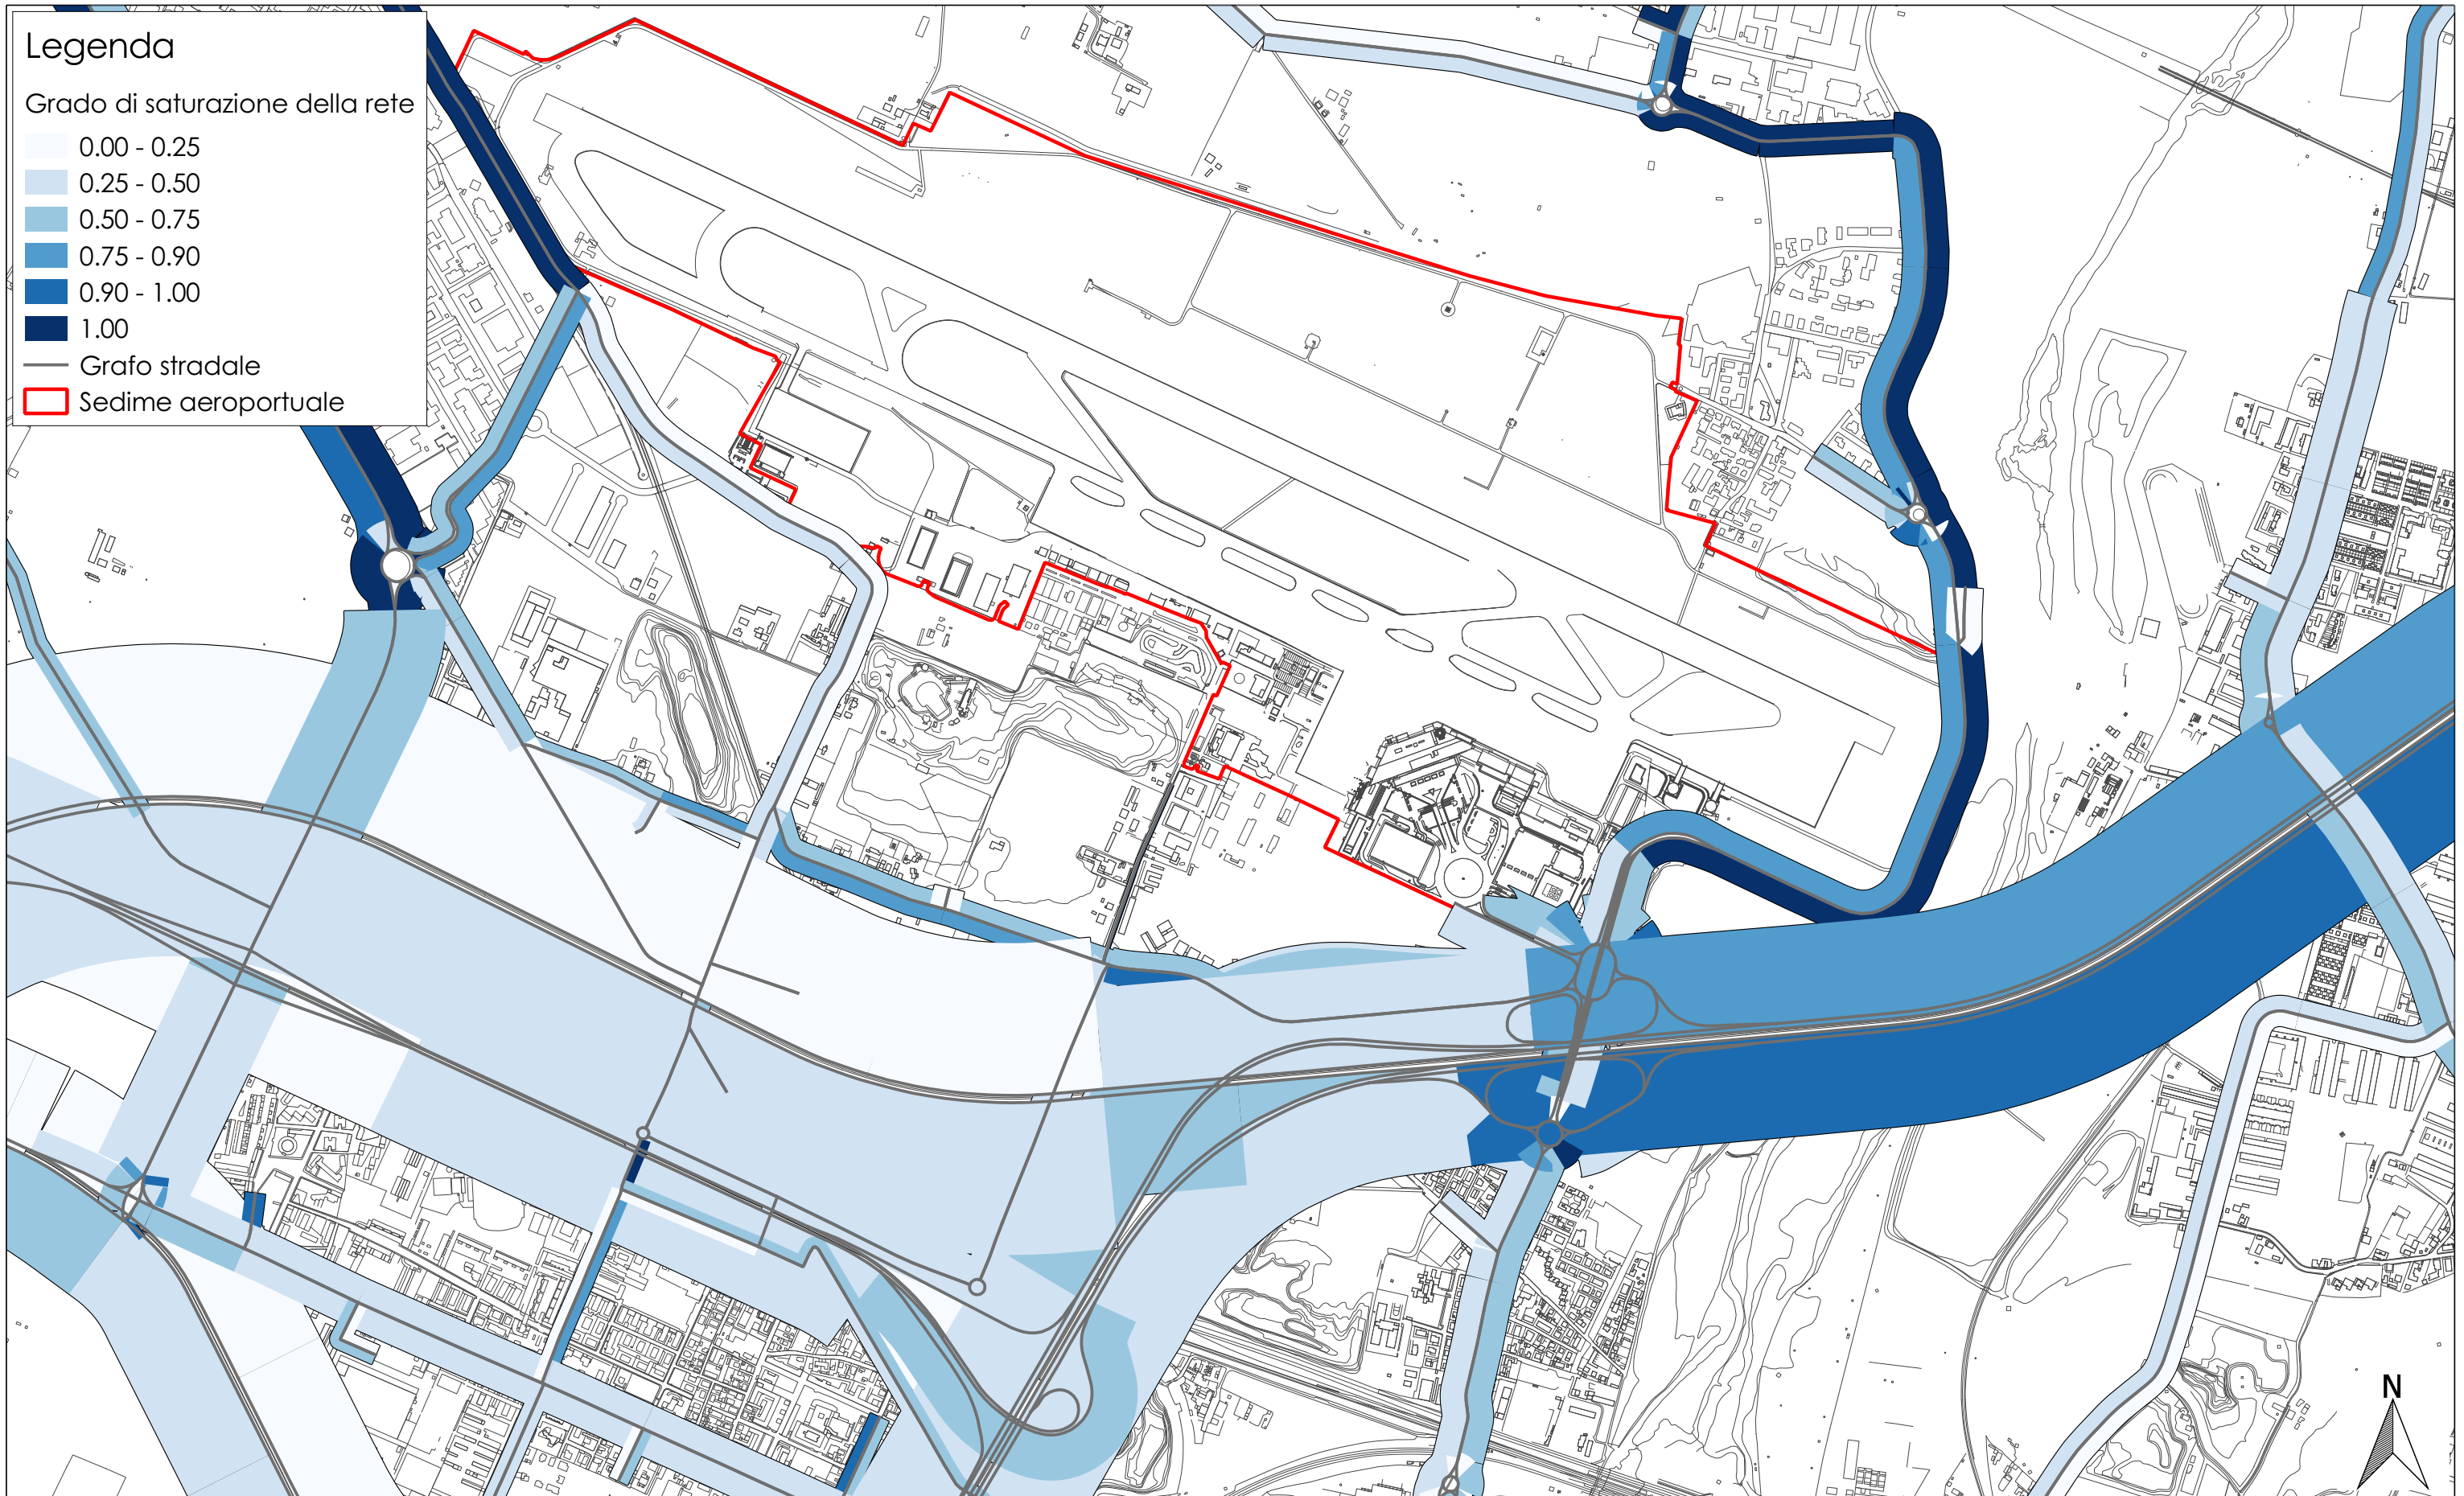 Legenda
Grado di saturazione della rete
0.00 - 0.25
0.25 - 0.50
0.50 - 0.75
0.75 - 0.90
0.90 - 1.00
1.00
Grafo stradale
Sedime aeroportuale
N